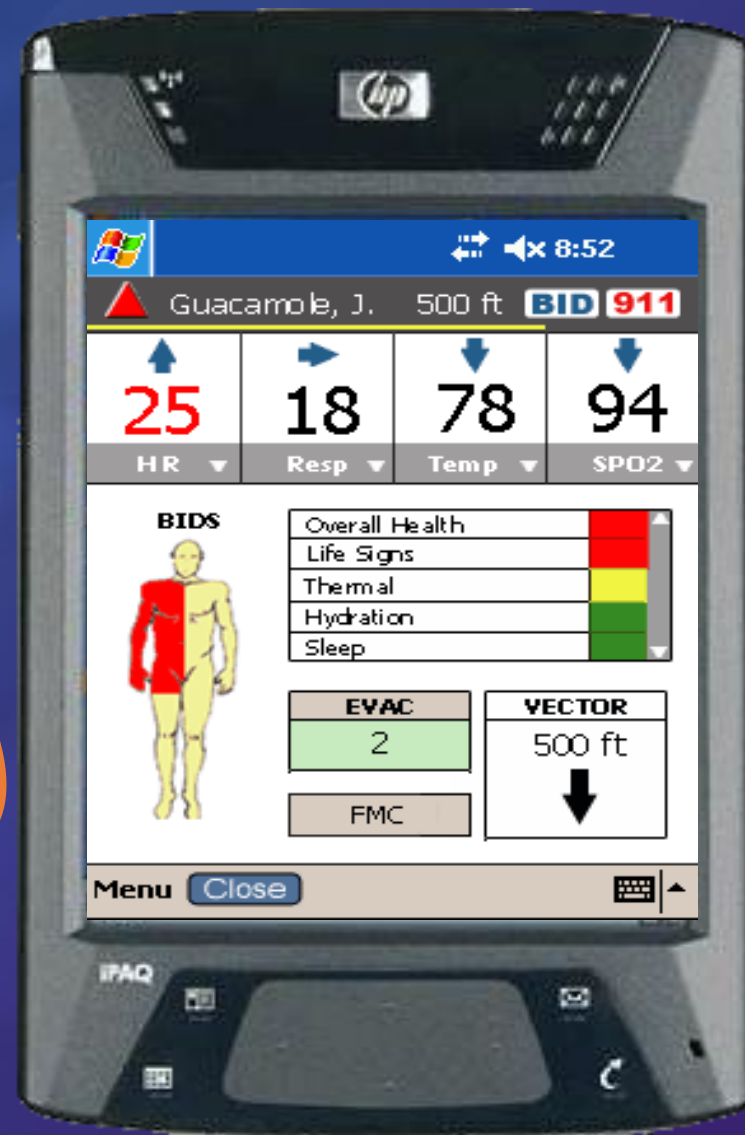 hp
8:52
Guacamole, J. 500 ft BID 911
25 18 78 94
HR Resp Temp SPO2
BIDS
Overall Health
Life Signs
Thermal
Hydration
Sleep
EVAC
2
FMC
VECTOR
500 ft
Menu Close
iPAQ